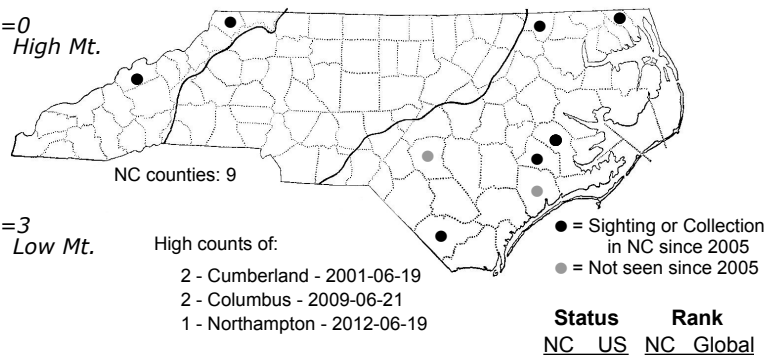 =0
High Mt.
NC counties: 9
=3
Low Mt.
High counts of:
2 - Cumberland - 2001-06-19
2 - Columbus - 2009-06-21
1 - Northampton - 2012-06-19
= Sighting or Collection
in NC since 2005
= Not seen since 2005
Status Rank
NC US NC Global